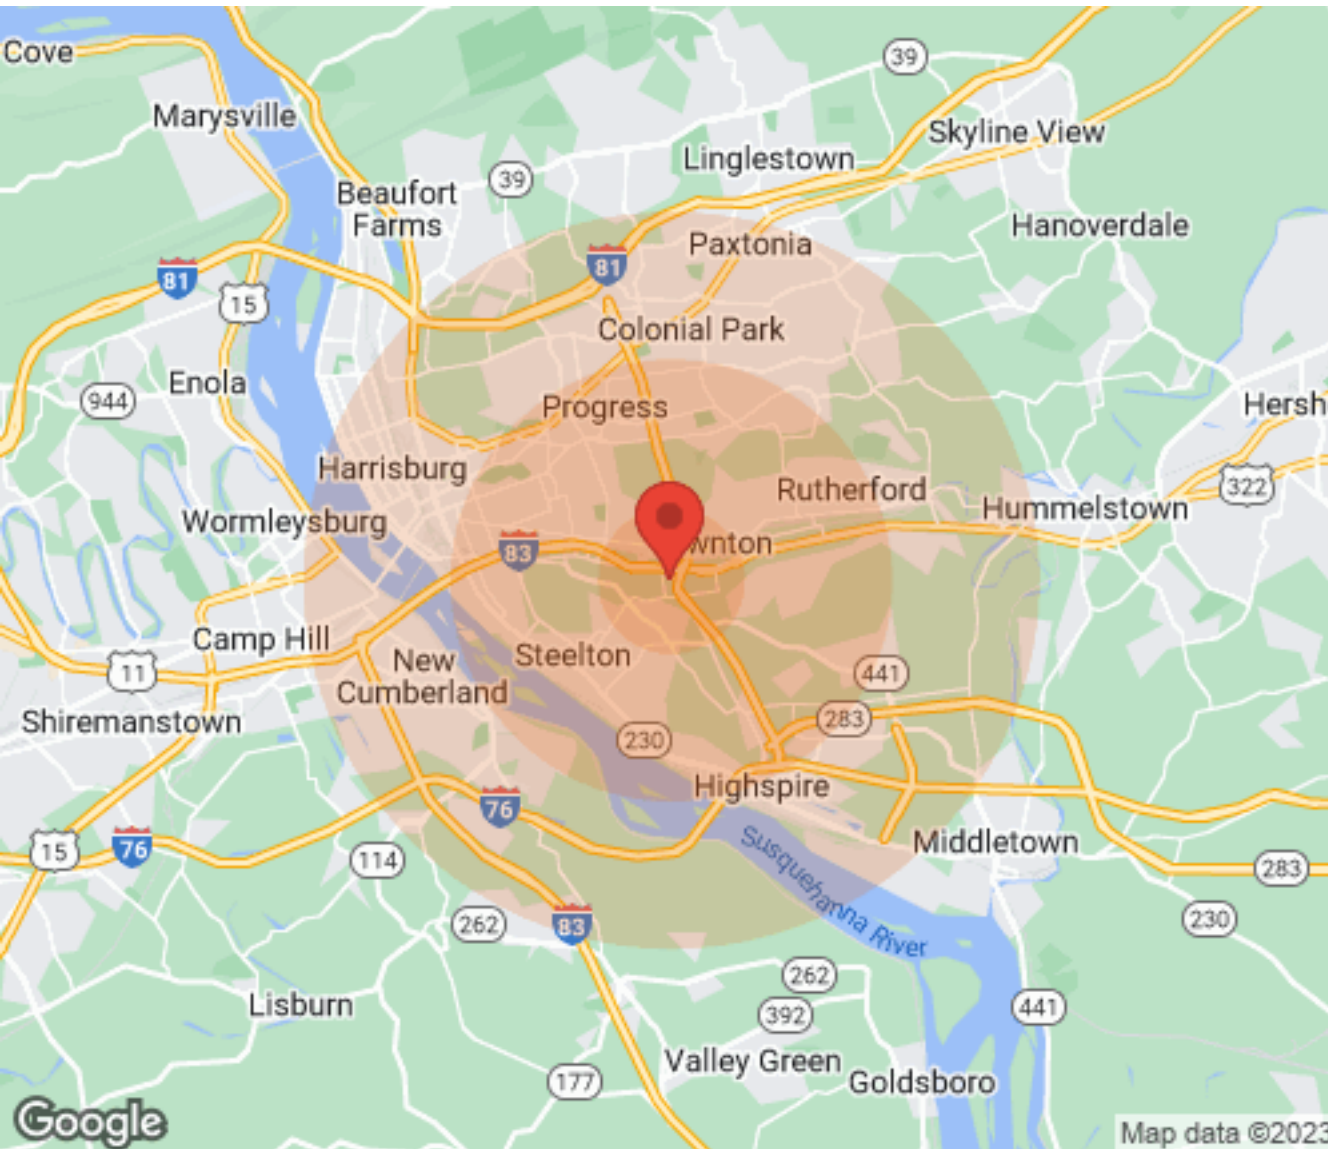 Cove
39
Marysville
Skyline View
Linglestown
39
Beaufort
Farms
Hanoverdale
Paxtonia
81
81
15
Colonial Park
Enola
944
Progress
Hersh
Harrisburg
322
Rutherford
Hummelstown
Wormleysburg
wnton
83
Camp Hill
Steelton
New
Cumberland
11
441
Shiremanstown
283
230
Highspire
76
76
15
Middletown
114
283
Susquehanna River
262
83
230
262
Lisburn
392
441
Valley Green
177
Goldsboro
Google
Map data ©2023